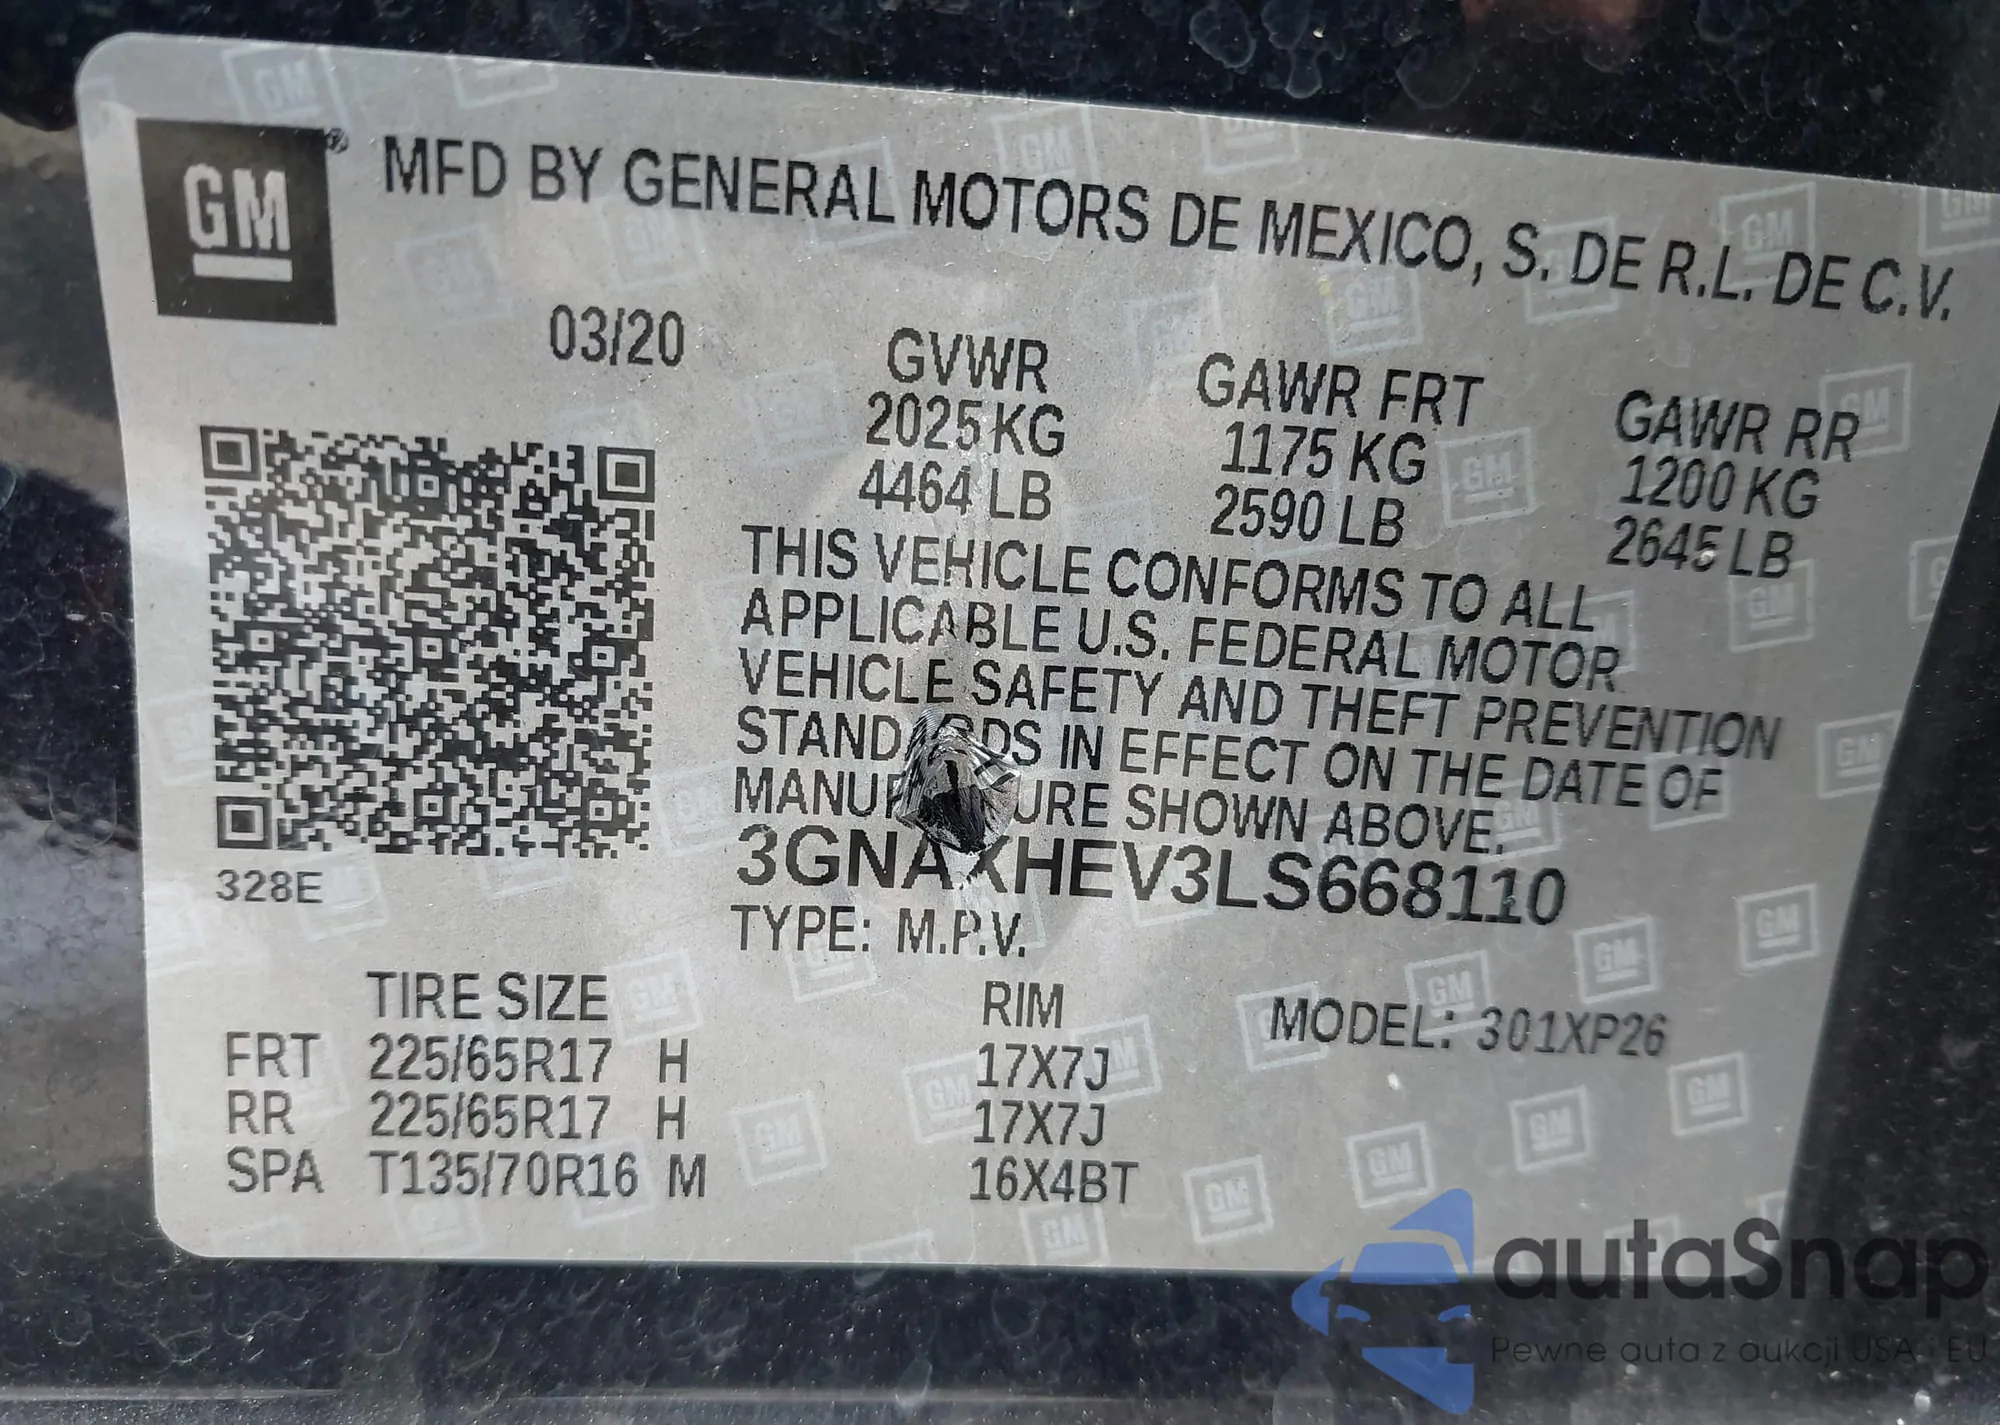 GM® MFD BY GENERAL MOTORS DE MEXICO, S. DE R.L. DE C.V.
03/20 GVWR GAWR FRT GAWR RR
2025 KG 1175 KG 1200 KG
4464 LB 2590 LB 2645 LB
THIS VEHICLE CONFORMS TO ALL
APPLICABLE U.S. FEDERAL MOTOR
VEHICLE SAFETY AND THEFT PREVENTION
STANDARDS IN EFFECT ON THE DATE OF
SHOWN ABOVE.
3GNAXHEV3LS668110
328E
TYPE: M.P.V.
TIRE SIZE RIM MODEL: 301XP26
FRT 225/65R17 H 17X7J
RR 225/65R17 H 17X7J
SPA T135/70R16 M 16X4BT
autaSnap
Pewne auta z aukcji USA i EU